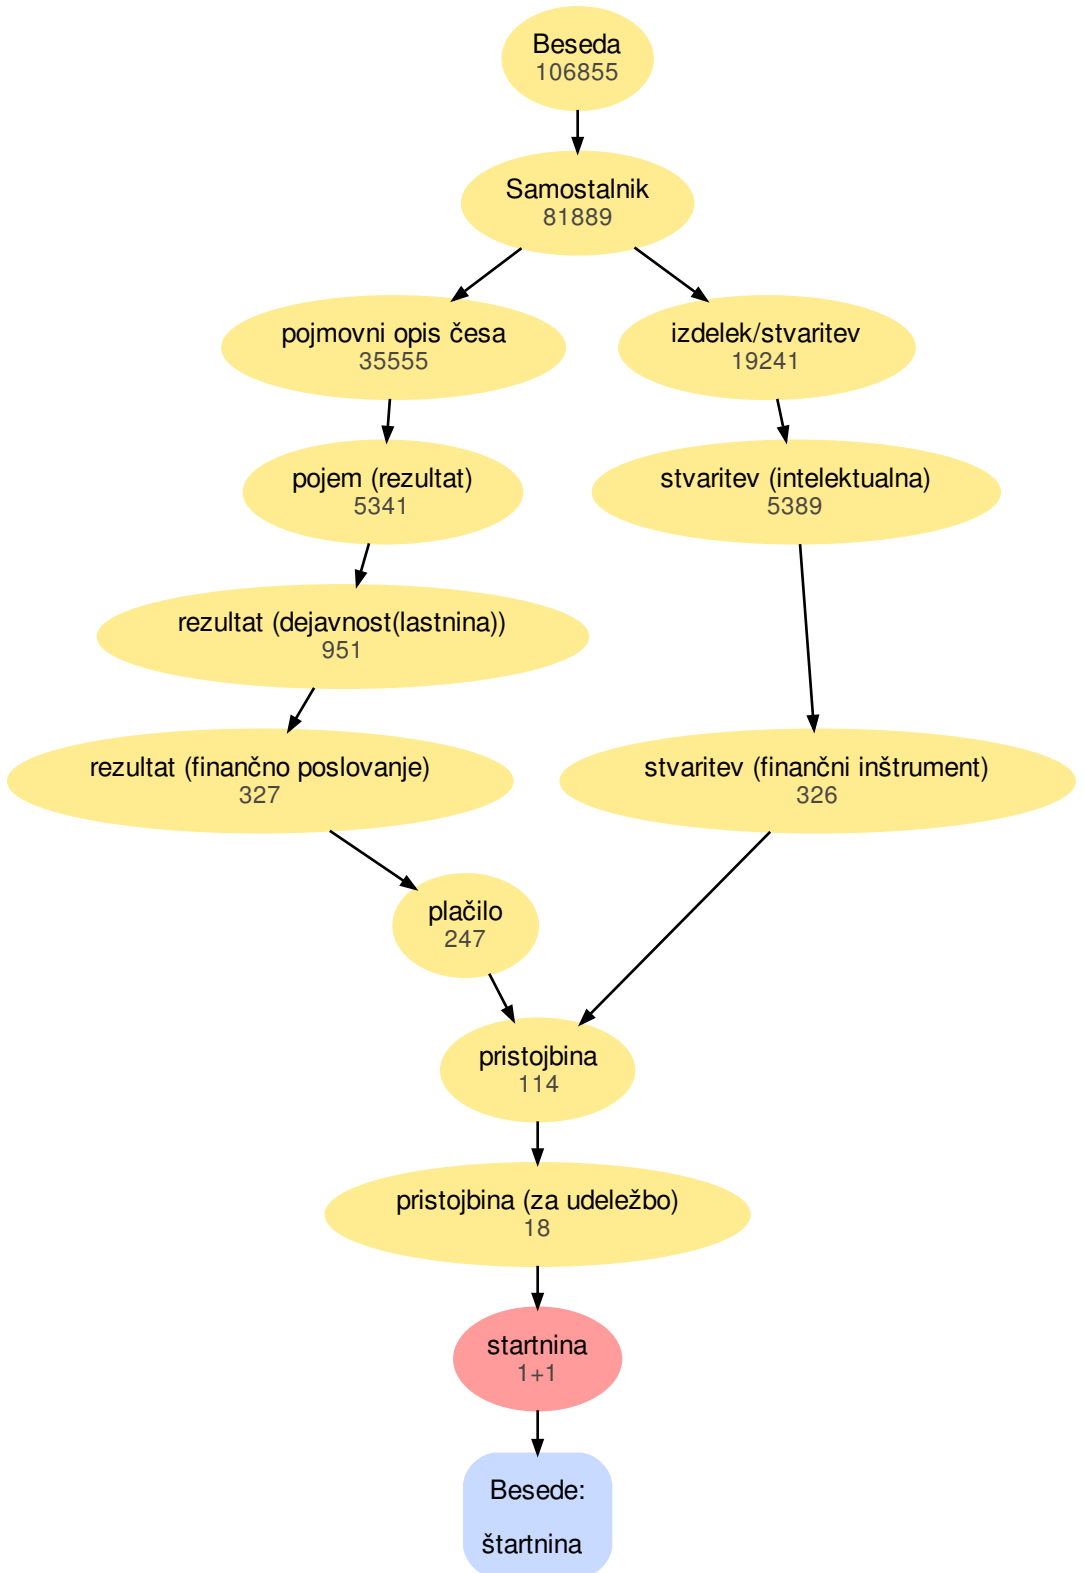 Beseda
106855
Samostalnik
81889
pojmovni opis česa
35555
izdelek/stvaritev
19241
pojem (rezultat)
5341
stvaritev (intelektualna)
5389
rezultat (dejavnost(lastnina))
951
rezultat (finančno poslovanje)
327
stvaritev (finančni inštrument)
326
plačilo
247
pristojbina
114
pristojbina (za udeležbo)
18
startnina
1+1
Besede:
štartnina